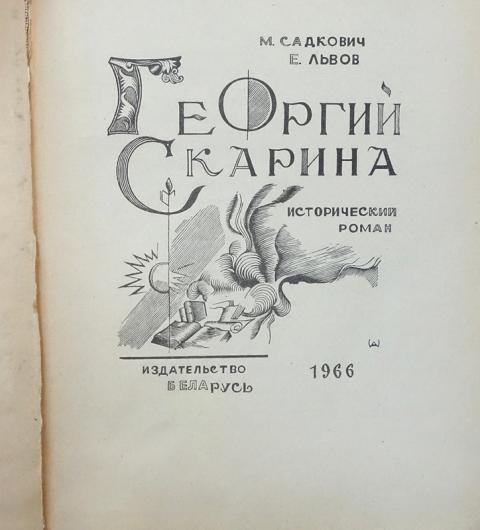 М. САДКОВИЧ
Е. ЛЬВОВ
ГЕОРГИЙ
СКАРИНА
ИСТОРИЧЕСКИЙ
РОМАН
ИЗДАТЕЛЬСТВО
БЕЛАРУСЬ
1966